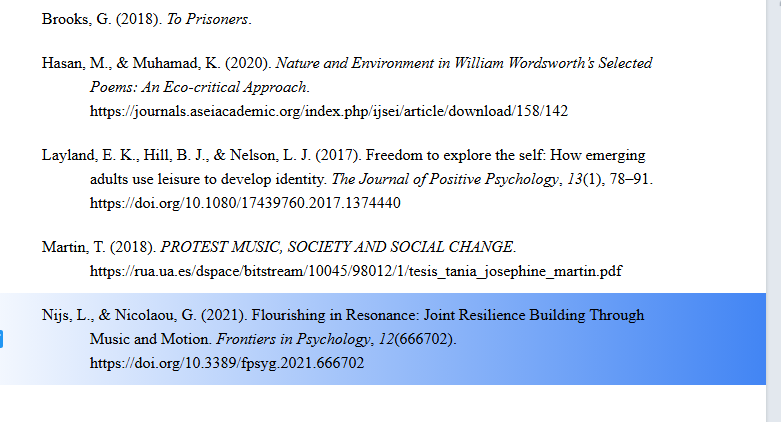 Brooks, G. (2018). To Prisoners.
Hasan, M., & Muhamad, K. (2020). Nature and Environment in William Wordsworth's Selected
Poems: An Eco-critical Approach.
https://journals.aseiacademic.org/index.php/ijsei/article/download/158/142
Layland, E. K., Hill, B. J., & Nelson, L. J. (2017). Freedom to explore the self: How emerging
adults use leisure to develop identity. The Journal of Positive Psychology, 13(1), 78–91.
https://doi.org/10.1080/17439760.2017.1374440
Martin, T. (2018). PROTEST MUSIC, SOCIETY AND SOCIAL CHANGE.
https://rua.ua.es/dspace/bitstream/10045/98012/1/tesis_tania_josephine_martin.pdf
Nijs, L., & Nicolaou, G. (2021). Flourishing in Resonance: Joint Resilience Building Through
Music and Motion. Frontiers in Psychology, 12(666702).
https://doi.org/10.3389/fpsyg.2021.666702